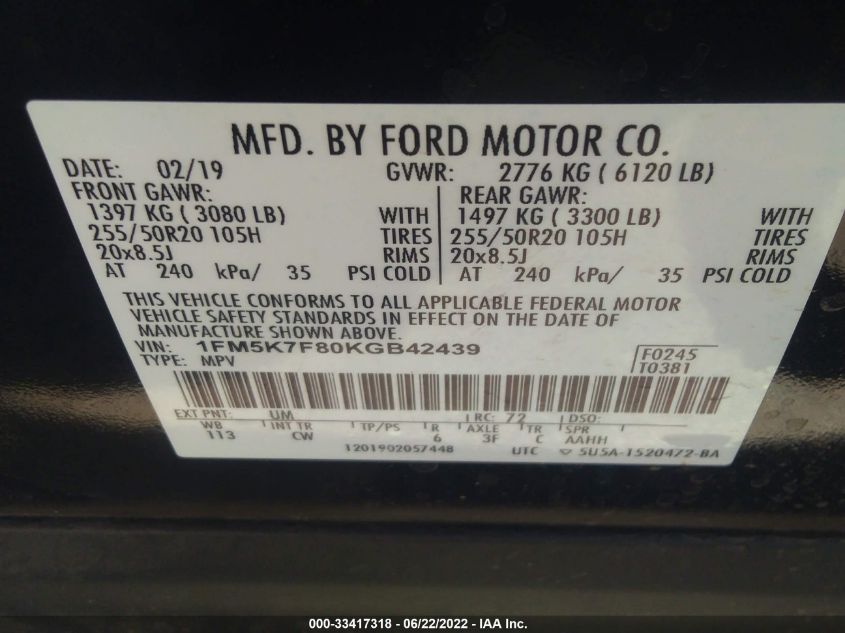 MFD. BY FORD MOTOR CO.
DATE: 02/19 GVWR: 2776 KG ( 6120 LB)
FRONT GAWR: REAR GAWR:
1397 KG ( 3080 LB) WITH 1497 KG ( 3300 LB) WITH
255/50R20 105H TIRES 255/50R20 105H TIRES
20x8.5J RIMS 20x8.5J RIMS
AT 240 kPa/ 35 PSI COLD AT 240 kPa/ 35 PSI COLD
THIS VEHICLE CONFORMS TO ALL APPLICABLE FEDERAL MOTOR
VEHICLE SAFETY STANDARDS IN EFFECT ON THE DATE OF
MANUFACTURE SHOWN ABOVE.
VIN: 1FM5K7F80KGB42439 F0245
TYPE: MPV T0381
EXT PNT: UM RC: 72 DSO:
WB INT TR TP/PS R AXLE TR SPR
113 CW 6 3F C AAHH
1201902057448 UTC 5U5A-1520472-BA
000-33417318 - 06/22/2022 - IAA Inc.